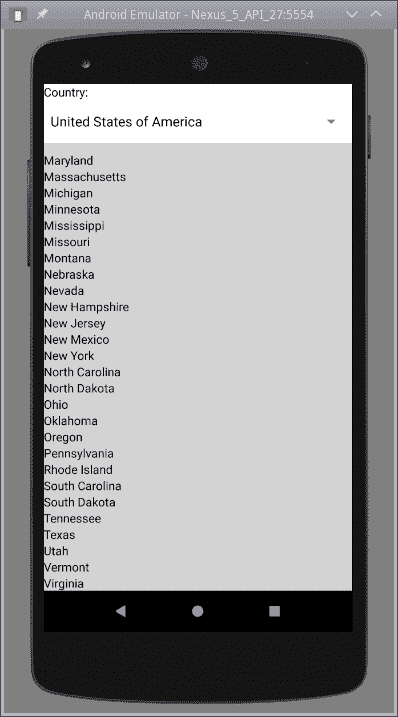 Android Emulator - Nexus_5_API_27:5554
Country:
United States of America
Maryland
Massachusetts
Michigan
Minnesota
Mississippi
Missouri
Montana
Nebraska
Nevada
New Hampshire
New Jersey
New Mexico
New York
North Carolina
North Dakota
Ohio
Oklahoma
Oregon
Pennsylvania
Rhode Island
South Carolina
South Dakota
Tennessee
Texas
Utah
Vermont
Virginia